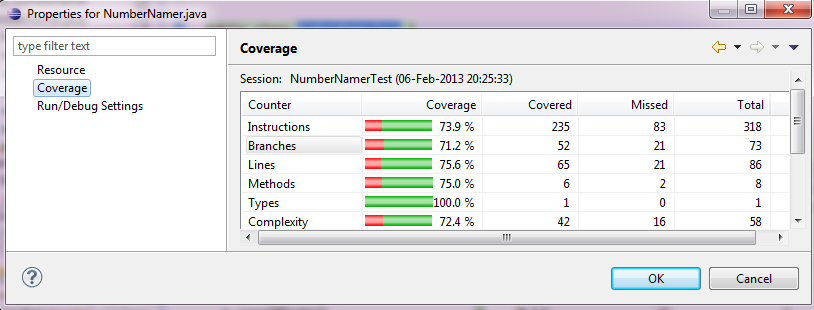 Properties for NumberNamer.java
type filter text
Resource
Coverage
Run/Debug Settings
Coverage
Session: NumberNamerTest (06-Feb-2013 20:25:33)
Counter Coverage Covered Missed Total
Instructions 73.9 % 235 83 318
Branches 71.2 % 52 21 73
Lines 75.6 % 65 21 86
Methods 75.0 % 6 2 8
Types 100.0 % 1 0 1
Complexity 72.4 % 42 16 58
?
OK Cancel